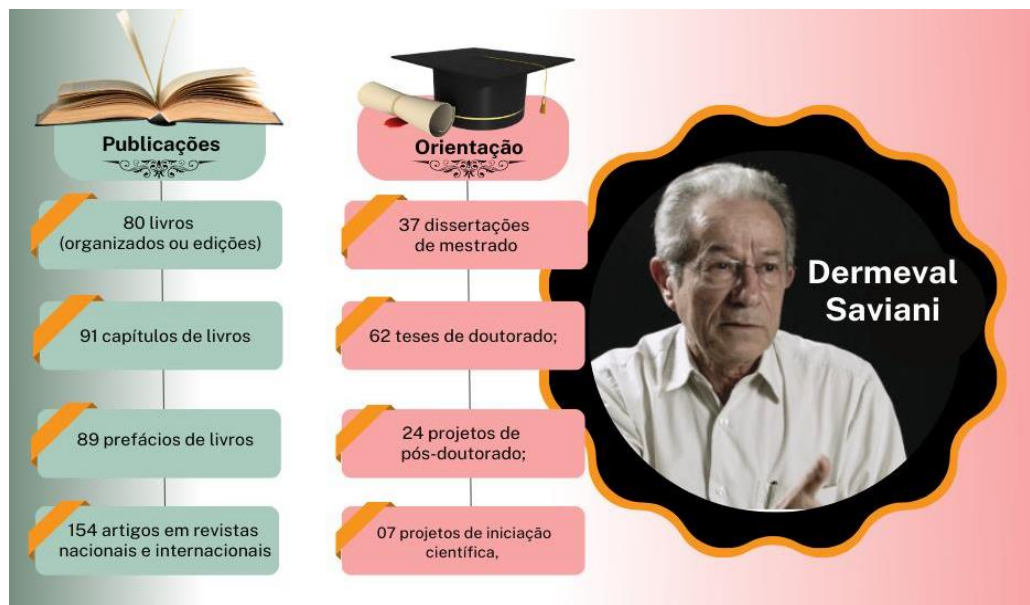 Publicações
80 livros
(organizados ou edições)
91 capítulos de livros
89 prefácios de livros
154 artigos em revistas
nacionais e internacionais
Orientação
37 dissertações
de mestrado
62 teses de doutorado;
24 projetos de
pós-doutorado;
07 projetos de iniciação
científica,
Dermeval
Saviani